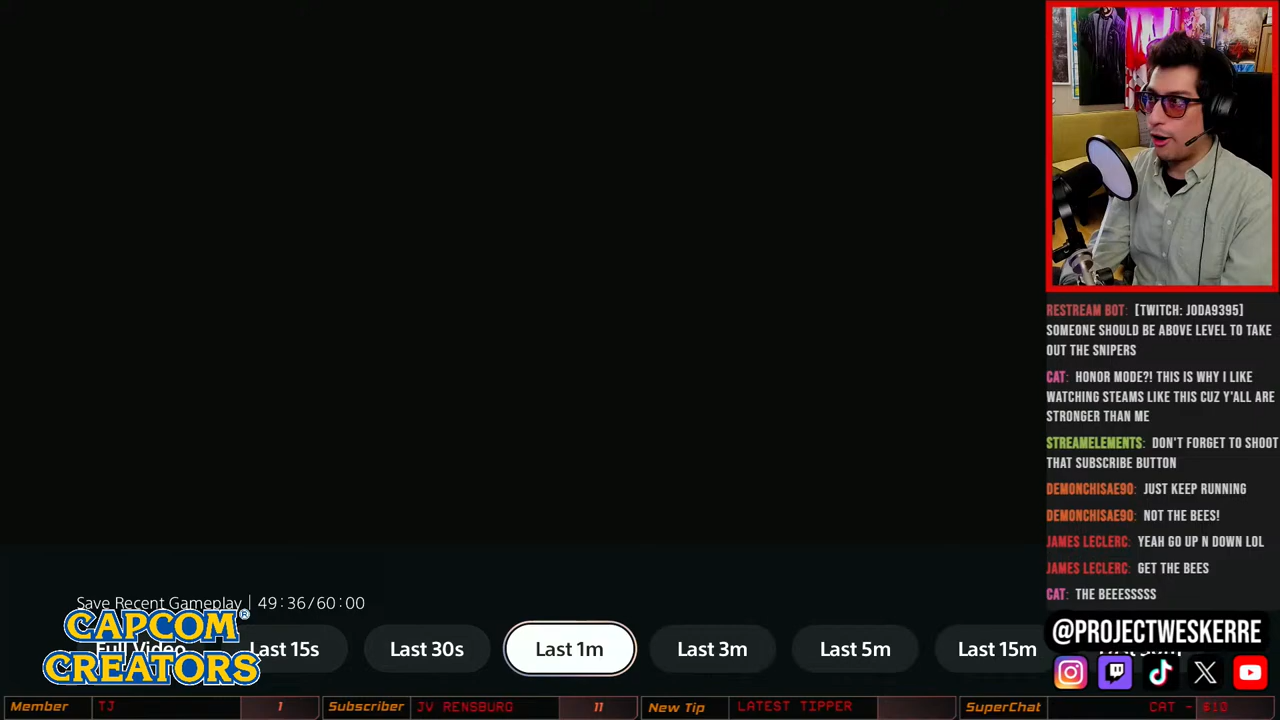 RESTREAM BOT: [TWITCH: JODA9395]
SOMEONE SHOULD BE ABOVE LEVEL TO TAKE
OUT THE SNIPERS
CAT: HONOR MODE?! THIS IS WHY I LIKE
WATCHING STEAMS LIKE THIS CUZ Y'ALL ARE
STRONGER THAN ME
STREAMELEMENTS: DON'T FORGET TO SHOOT
THAT SUBSCRIBE BUTTON
DEMONCHISAE90: JUST KEEP RUNNING
DEMONCHISAE90: NOT THE BEES!
JAMES LECLERC: YEAH GO UP N DOWN LOL
JAMES LECLERC: GET THE BEES
CAT: THE BEEESSSSS
@PROJECTWESKERRE
Save Recent Gameplay | 49:36/60:00
Full Video Last 15s Last 30s Last 1m Last 3m Last 5m Last 15m
CAPCOM®
CREATORS
Member TJ 1 Subscriber JV RENSBURG 11 New Tip LATEST TIPPER SuperChat CAT - $10